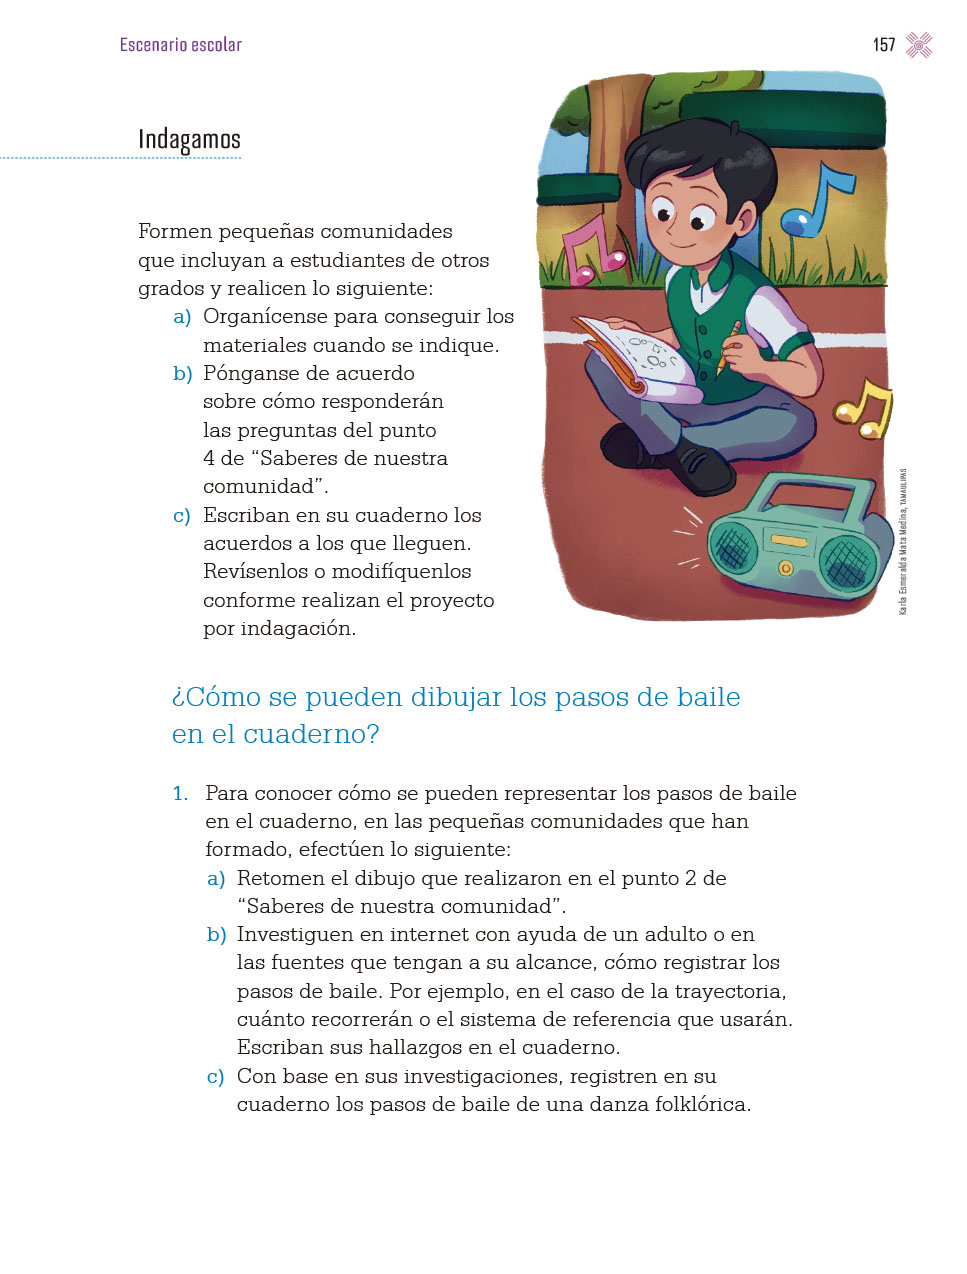 Escenario escolar
157
Indagamos
Formen pequeñas comunidades
que incluyan a estudiantes de otros
grados y realicen lo siguiente:
a) Organícense para conseguir los
materiales cuando se indique.
b) Pónganse de acuerdo
sobre cómo responderán
las preguntas del punto
4 de “Saberes de nuestra
comunidad”.
c) Escriban en su cuaderno los
acuerdos a los que lleguen.
Revísenlos o modifíquenlos
conforme realizan el proyecto
por indagación.
Karla Esmeralda Mata Medina, TAMAULIPAS
¿Cómo se pueden dibujar los pasos de baile
en el cuaderno?
1. Para conocer cómo se pueden representar los pasos de baile
en el cuaderno, en las pequeñas comunidades que han
formado, efectúen lo siguiente:
a) Retomen el dibujo que realizaron en el punto 2 de
“Saberes de nuestra comunidad”.
b) Investiguen en internet con ayuda de un adulto o en
las fuentes que tengan a su alcance, cómo registrar los
pasos de baile. Por ejemplo, en el caso de la trayectoria,
cuánto recorrerán o el sistema de referencia que usarán.
Escriban sus hallazgos en el cuaderno.
c) Con base en sus investigaciones, registren en su
cuaderno los pasos de baile de una danza folklórica.